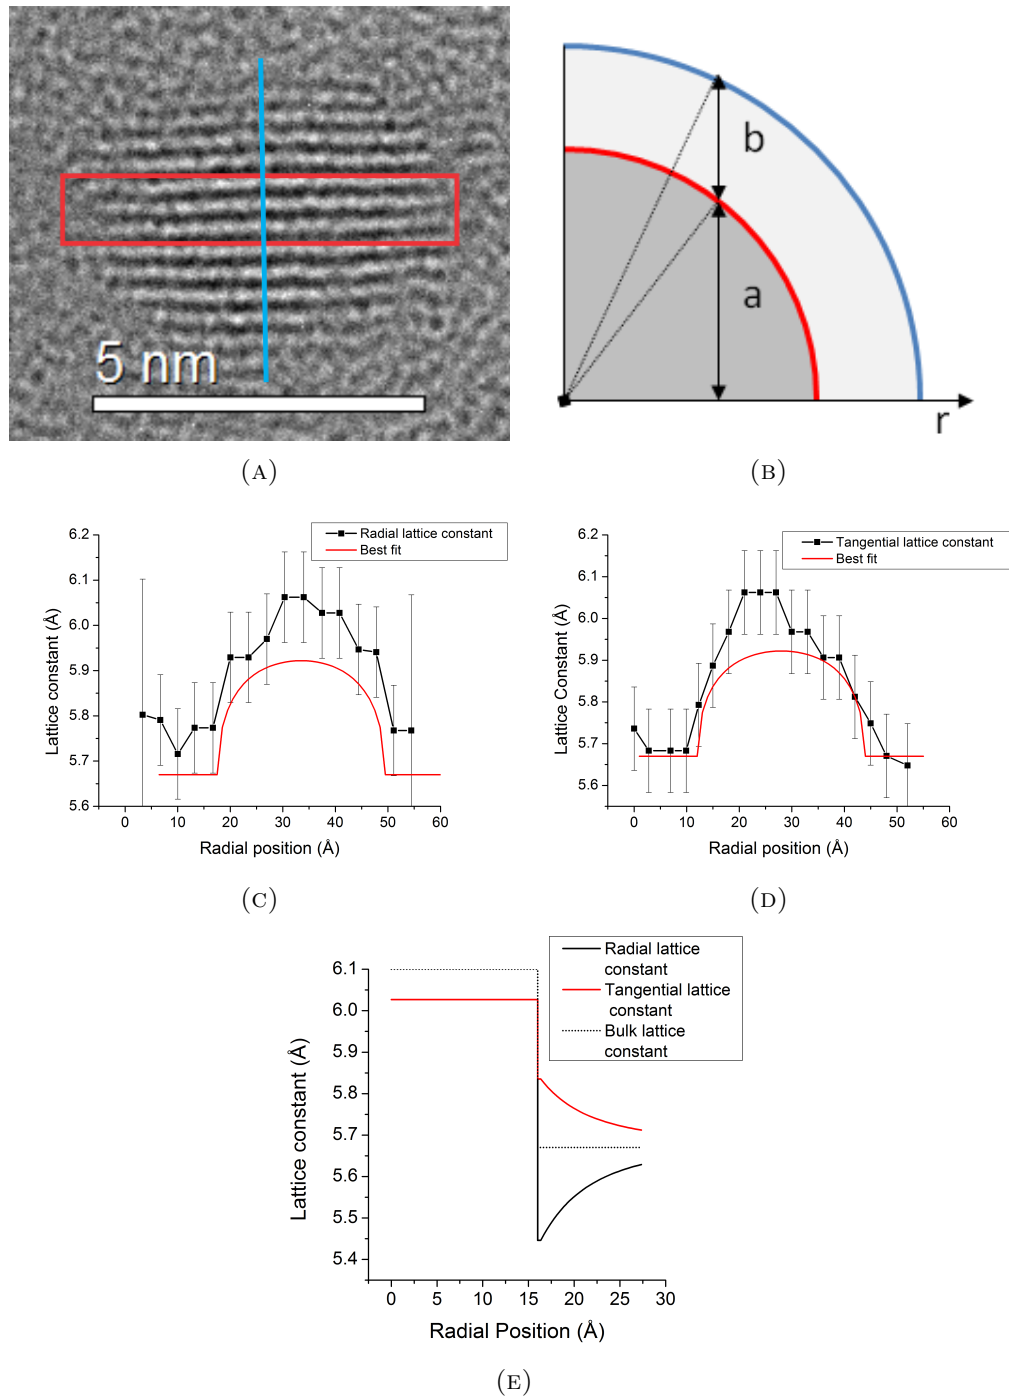 5 nm
b
a
r
(A)
(B)
6.2
6.1
6.0
5.9
5.8
5.7
5.6
0
10
20
30
40
50
60
Lattice constant (Å)
Radial position (Å)
Radial lattice constant
Best fit
(C)
6.2
6.1
6.0
5.9
5.8
5.7
5.6
0
10
20
30
40
50
60
Lattice Constant (Å)
Radial position (Å)
Tangential lattice constant
Best fit
(D)
6.1
6.0
5.9
5.8
5.7
5.6
5.5
5.4
0
5
10
15
20
25
30
Lattice constant (Å)
Radial Position (Å)
Radial lattice
constant
Tangential lattice
constant
Bulk lattice
constant
(E)